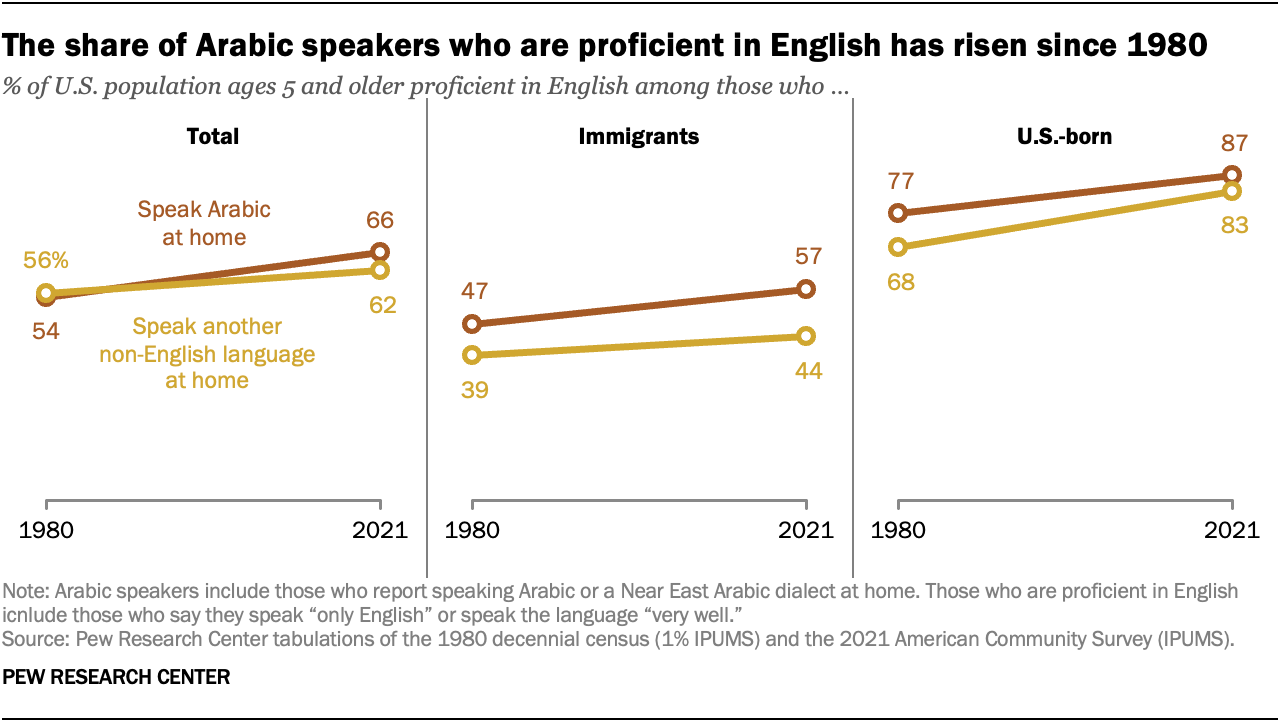 The share of Arabic speakers who are proficient in English has risen since 1980
% of U.S. population ages 5 and older proficient in English among those who ...
Total
Speak Arabic
at home
56%
54
66
62
Speak another
non-English language
at home
1980
2021
Immigrants
47
39
57
44
1980
2021
U.S.-born
77
68
87
83
1980
2021
Note: Arabic speakers include those who report speaking Arabic or a Near East Arabic dialect at home. Those who are proficient in English
icnlude those who say they speak “only English” or speak the language “very well.”
Source: Pew Research Center tabulations of the 1980 decennial census (1% IPUMS) and the 2021 American Community Survey (IPUMS).
PEW RESEARCH CENTER